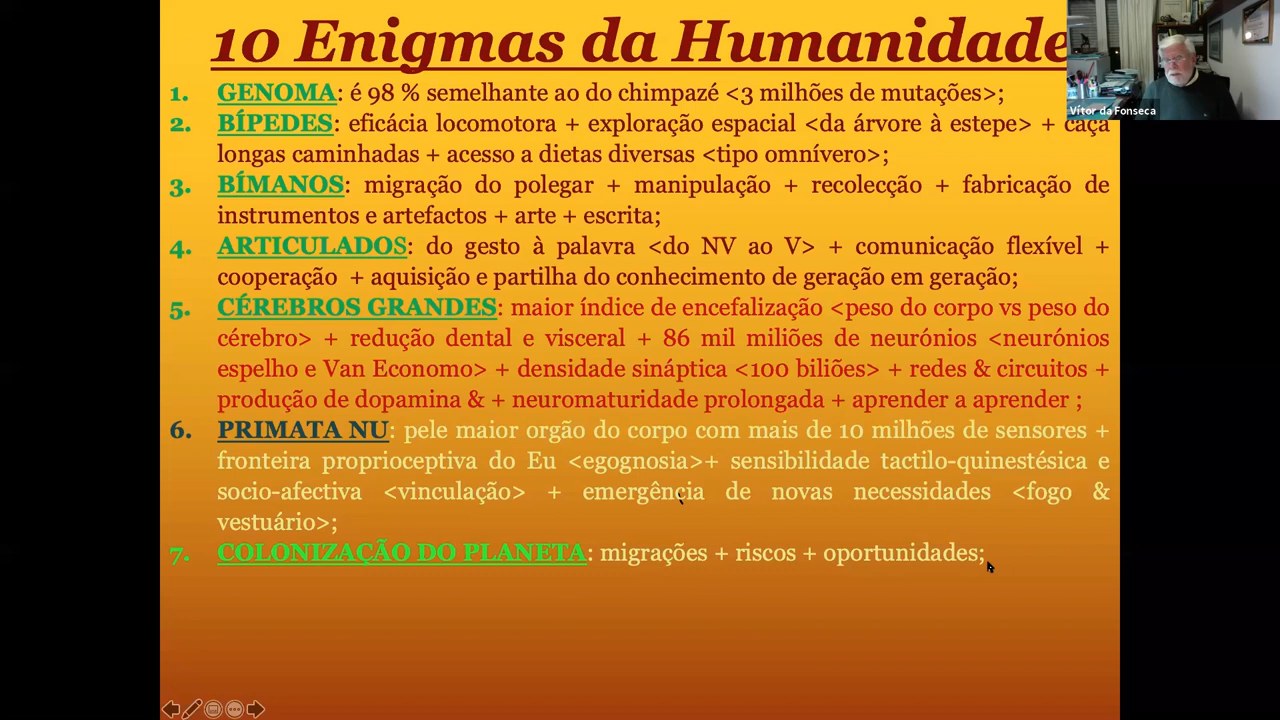 10 Enigmas da Humanidade
Vítor da Fonseca
1. GENOMA: é 98 % semelhante ao do chimpazé <3 milhões de mutações>;
2. BÍPEDES: eficácia locomotora + exploração espacial <da árvore à estepe> + caça
longas caminhadas + acesso a dietas diversas <tipo omnívero>;
3. BÍMANOS: migração do polegar + manipulação + recolecção + fabricação de
instrumentos e artefactos + arte + escrita;
4. ARTICULADOS: do gesto à palavra <do NV ao V> + comunicação flexível +
cooperação + aquisição e partilha do conhecimento de geração em geração;
5. CÉREBROS GRANDES: maior índice de encefalização <peso do corpo vs peso do
cérebro> + redução dental e visceral + 86 mil miliões de neurónios <neurónios
espelho e Van Economo> + densidade sináptica <100 biliões> + redes & circuitos +
produção de dopamina & + neuromaturidade prolongada + aprender a aprender ;
6. PRIMATA NU: pele maior orgão do corpo com mais de 10 milhões de sensores +
fronteira proprioceptiva do Eu <egognosia>+ sensibilidade tactilo-quinestésica e
socio-afectiva <vinculação> + emergência de novas necessidades <fogo &
vestuário>;
7. COLONIZAÇÃO DO PLANETA: migrações + riscos + oportunidades;